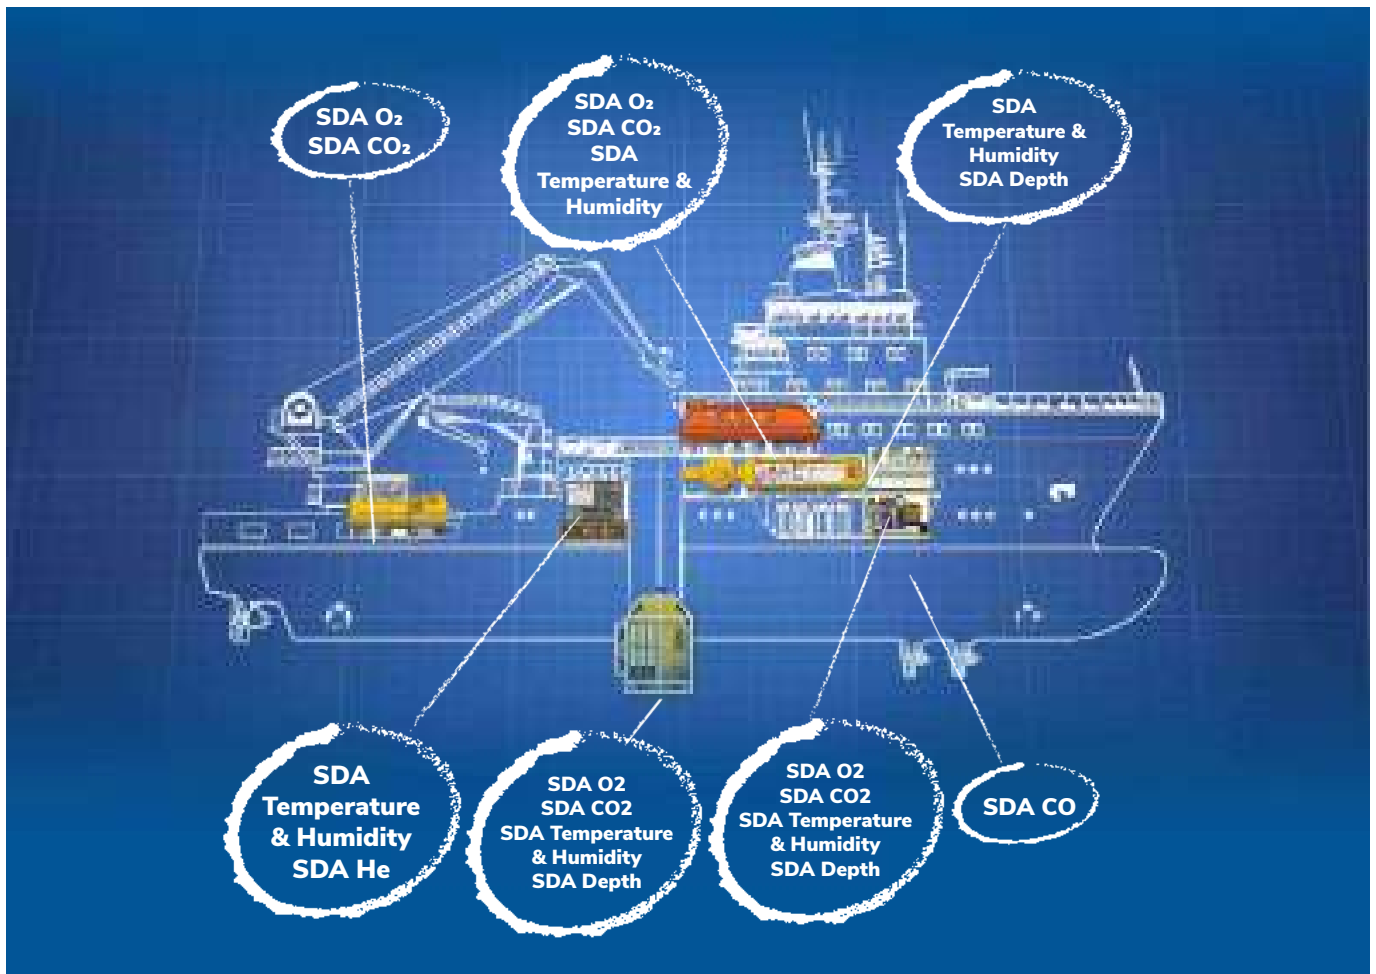 SDA O₂
SDA CO₂
SDA O₂
SDA CO₂
SDA
Temperature &
Humidity
SDA
Temperature &
Humidity
SDA Depth
SDA
Temperature
& Humidity
SDA He
SDA O2
SDA CO2
SDA Temperature
& Humidity
SDA Depth
SDA O2
SDA CO2
SDA Temperature
& Humidity
SDA Depth
SDA CO